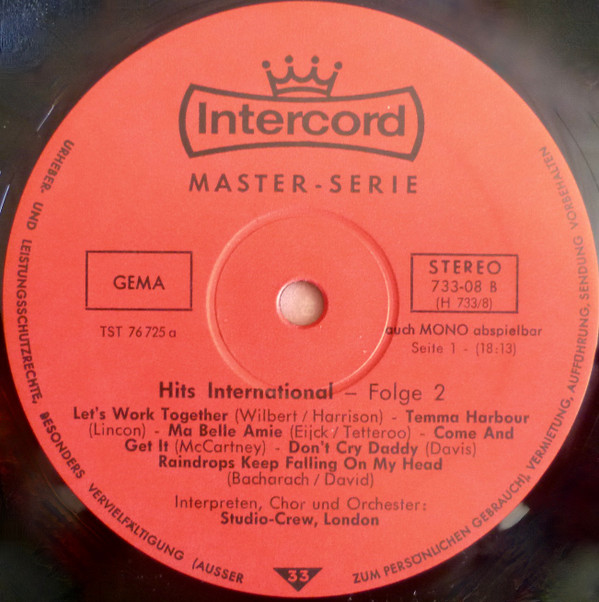 Intercord
MASTER-SERIE
GEMA
TST 76 725 a
STEREO
733-08 B
(H 733/8)
auch MONO abspielbar
Seite 1 - (18:13)
Hits International – Folge 2
Let's Work Together (Wilbert / Harrison) - Temma Harbour
(Lincon) - Ma Belle Amie (Eijck / Tetteroo) - Come And
Get It (McCartney) - Don't Cry Daddy (Davis)
Raindrops Keep Falling On My Head
(Bacharach / David)
Interpreten, Chor und Orchester:
Studio-Crew, London
33
URHEBER- UND LEISTUNGSSCHUTZRECHTE, BESONDERS VERVIELFÄLTIGUNG (AUSSER ZUM PERSÖNLICHEN GEBRAUCH), VERMIETUNG, AUFFÜHRUNG, SENDUNG VORBEHALTEN